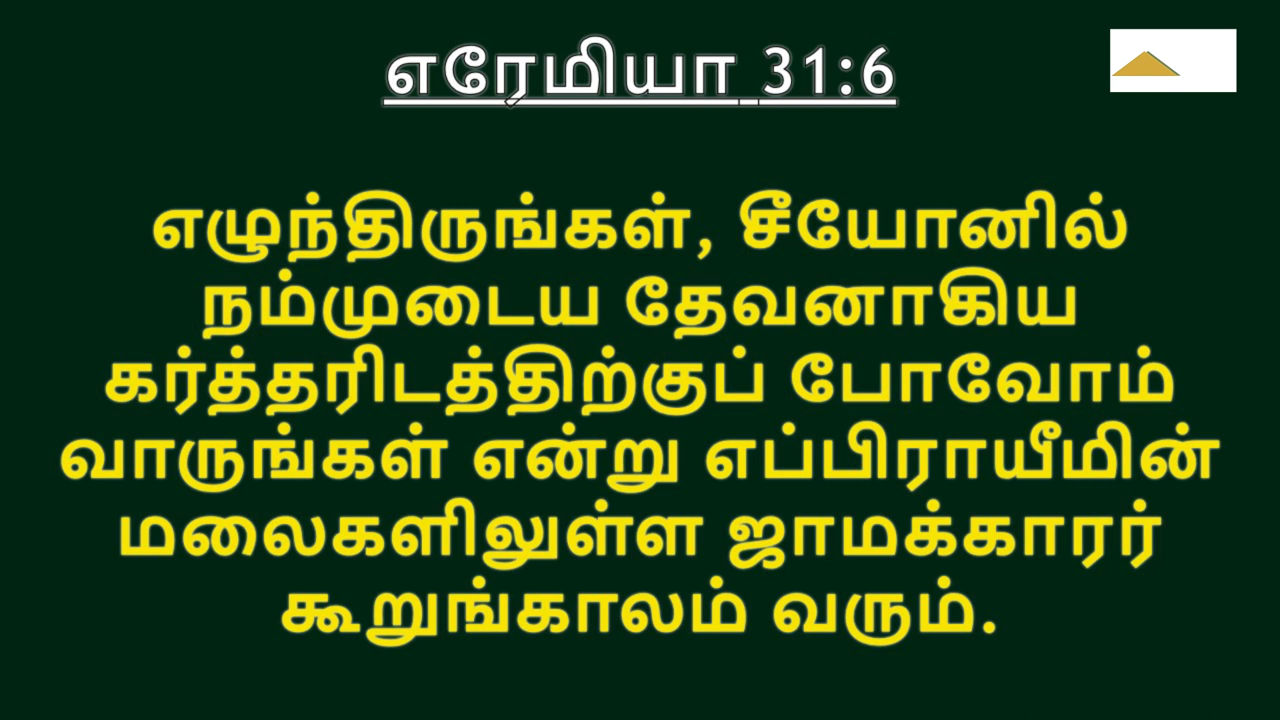 எரேமியா 31:6
எழுந்திருங்கள், சீயோனில்
நம்முடைய தேவனாகிய
கர்த்தரிடத்திற்குப் போவோம்
வாருங்கள் என்று எப்பிராயீமின்
மலைகளிலுள்ள ஜாமக்காரர்
கூறுங்காலம் வரும்.